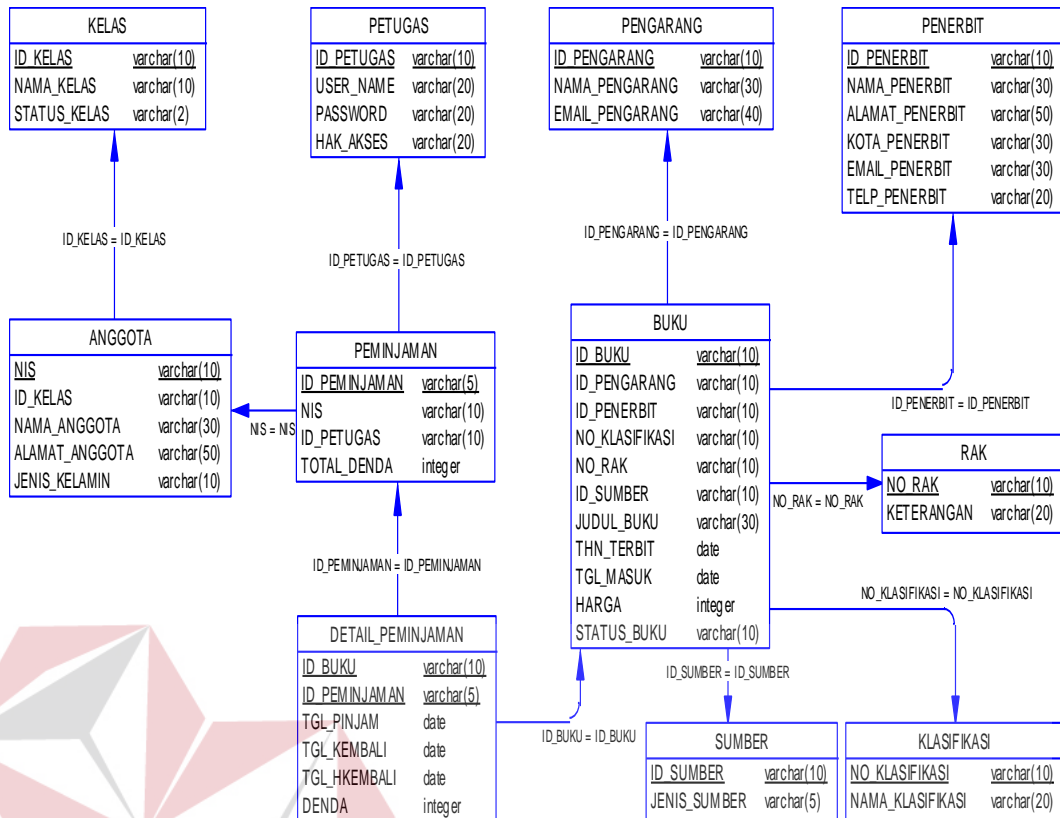 KELAS
ID_KELAS varchar(10)
NAMA_KELAS varchar(10)
STATUS_KELAS varchar(2)
PETUGAS
ID_PETUGAS varchar(10)
USER_NAME varchar(20)
PASSWORD varchar(20)
HAK_AKSES varchar(20)
PENGARANG
ID_PENGARANG varchar(10)
NAMA_PENGARANG varchar(30)
EMAIL_PENGARANG varchar(40)
PENERBIT
ID_PENERBIT varchar(10)
NAMA_PENERBIT varchar(30)
ALAMAT_PENERBIT varchar(50)
KOTA_PENERBIT varchar(30)
EMAIL_PENERBIT varchar(30)
TELP_PENERBIT varchar(20)
ID_KELAS = ID_KELAS
ID_PETUGAS = ID_PETUGAS
ID_PENGARANG = ID_PENGARANG
ANGGOTA
NIS varchar(10)
ID_KELAS varchar(10)
NAMA_ANGGOTA varchar(30)
ALAMAT_ANGGOTA varchar(50)
JENIS_KELAMIN varchar(10)
NIS = NIS
PEMINJAMAN
ID_PEMINJAMAN varchar(5)
NIS varchar(10)
ID_PETUGAS varchar(10)
TOTAL_DENDA integer
BUKU
ID_BUKU varchar(10)
ID_PENGARANG varchar(10)
ID_PENERBIT varchar(10)
NO_KLASIFIKASI varchar(10)
NO_RAK varchar(10)
ID_SUMBER varchar(10)
JUDUL_BUKU varchar(30)
THN_TERBIT date
TGL_MASUK date
HARGA integer
STATUS_BUKU varchar(10)
ID_PENERBIT = ID_PENERBIT
RAK
NO_RAK varchar(10)
KETERANGAN varchar(20)
NO_RAK = NO_RAK
ID_PEMINJAMAN = ID_PEMINJAMAN
NO_KLASIFIKASI = NO_KLASIFIKASI
DETAIL_PEMINJAMAN
ID_BUKU varchar(10)
ID_PEMINJAMAN varchar(5)
TGL_PINJAM date
TGL_KEMBALI date
TGL_HKEMBALI date
DENDA integer
ID_SUMBER = ID_SUMBER
ID_BUKU = ID_BUKU
SUMBER
ID_SUMBER varchar(10)
JENIS_SUMBER varchar(5)
KLASIFIKASI
NO_KLASIFIKASI varchar(10)
NAMA_KLASIFIKASI varchar(20)